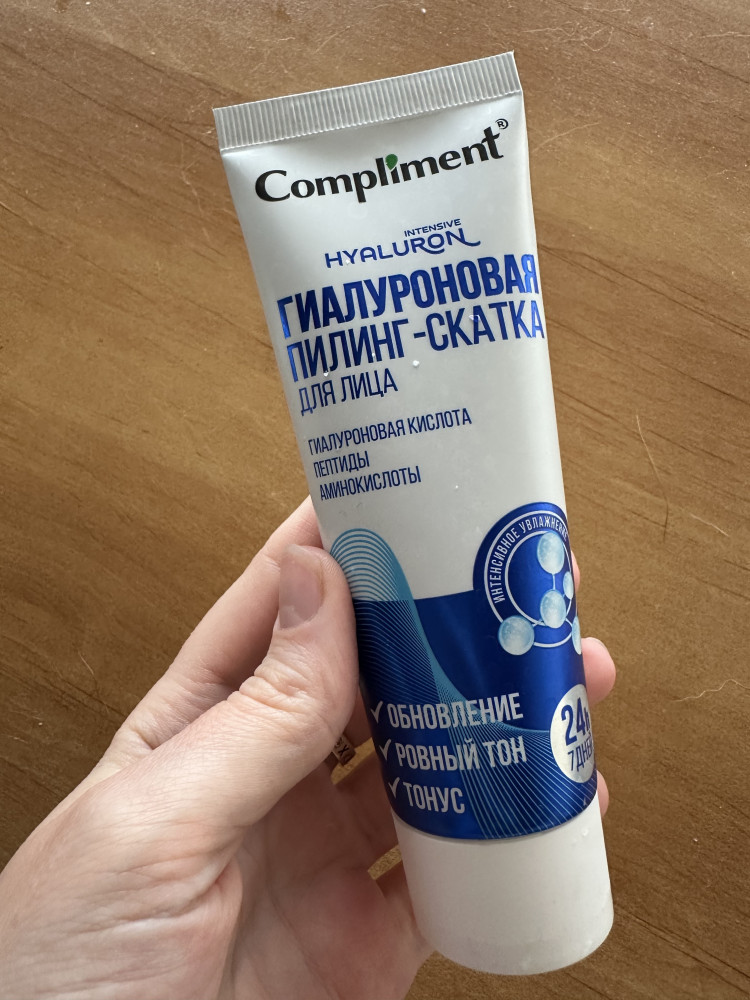 Compliment®
INTENSIVE
HYALURON
ГИАЛУРОНОВАЯ
ПИЛИНГ-СКАТКА
ДЛЯ ЛИЦА
ГИАЛУРОНОВАЯ КИСЛОТА
ПЕПТИДЫ
АМИНОКИСЛОТЫ
ИНТЕНСИВНОЕ УВЛАЖНЕНИЕ
✓ ОБНОВЛЕНИЕ
✓ РОВНЫЙ ТОН
✓ ТОНУС
24
7 ДНЕЙ